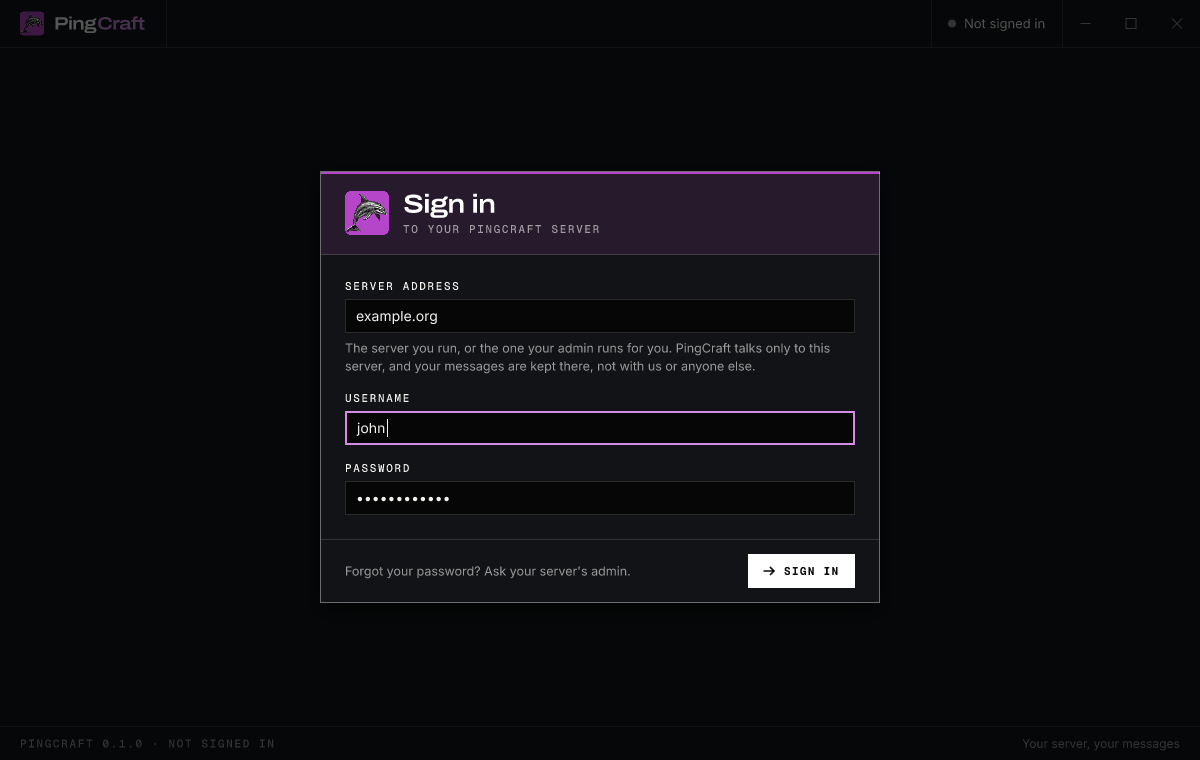 PingCraft
Not signed in
Sign in
TO YOUR PINGCRAFT SERVER
SERVER ADDRESS
example.org
The server you run, or the one your admin runs for you. PingCraft talks only to this
server, and your messages are kept there, not with us or anyone else.
USERNAME
john
PASSWORD
••••••••••••
Forgot your password? Ask your server's admin.
→ SIGN IN
PINGCRAFT 0.1.0 · NOT SIGNED IN
Your server, your messages